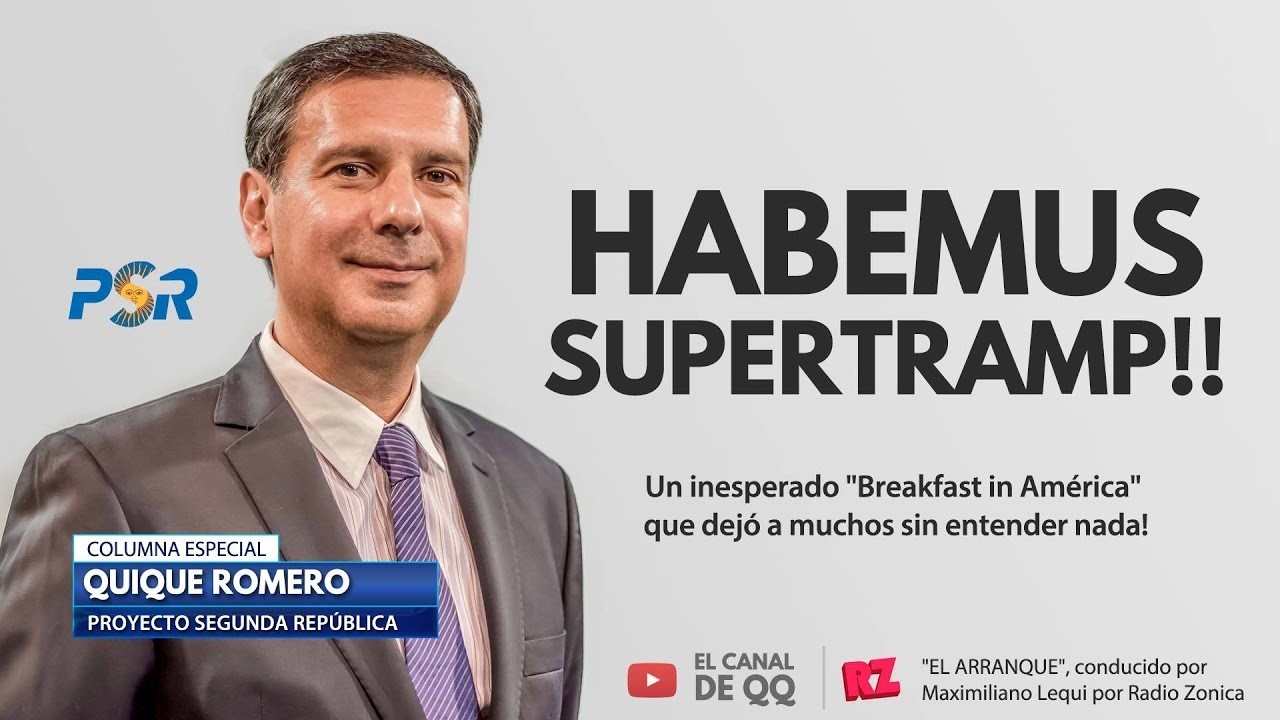 PSR
HABEMUS
SUPERTRAMP!!
Un inesperado "Breakfast in América"
que dejó a muchos sin entender nada!
COLUMNA ESPECIAL
QUIQUE ROMERO
PROYECTO SEGUNDA REPÚBLICA
EL CANAL
DE QQ
RZ
"EL ARRANQUE", conducido por
Maximiliano Lequi por Radio Zonica